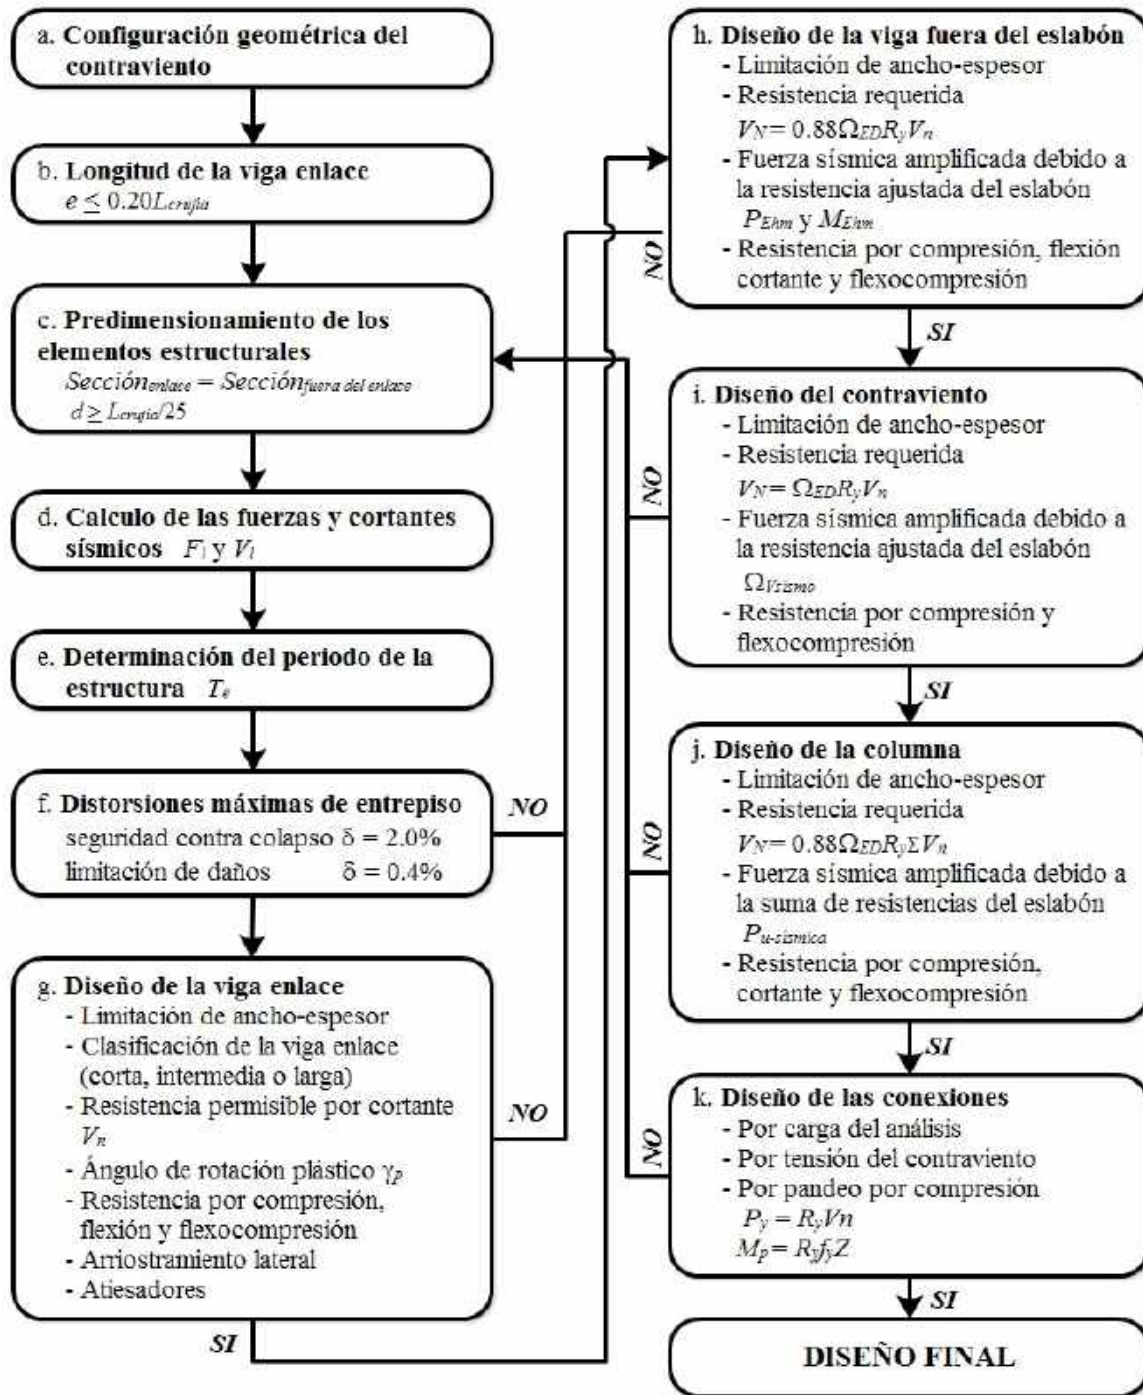 a. Configuración geométrica del
contraviento
b. Longitud de la viga enlace
e ≤ 0.20Lcrujía
c. Predimensionamiento de los
elementos estructurales
Sección enlace = Sección fuera del enlace
d ≥ Lcrujía/25
d. Calculo de las fuerzas y cortantes
sísmicos Fi y Vi
e. Determinación del periodo de la
estructura Te
f. Distorsiones máximas de entrepiso
seguridad contra colapso δ = 2.0%
limitación de daños δ = 0.4%
NO
g. Diseño de la viga enlace
- Limitación de ancho-espesor
- Clasificación de la viga enlace
(corta, intermedia o larga)
- Resistencia permisible por cortante
Vn
- Ángulo de rotación plástico γp
- Resistencia por compresión,
flexión y flexocompresión
- Arriostramiento lateral
- Atiesadores
NO
SI
h. Diseño de la viga fuera del eslabón
- Limitación de ancho-espesor
- Resistencia requerida
VN = 0.88ΩEDRyVn
- Fuerza sísmica amplificada debido a
la resistencia ajustada del eslabón
PEhm y MEhm
- Resistencia por compresión, flexión
cortante y flexocompresión
NO
SI
i. Diseño del contraviento
- Limitación de ancho-espesor
- Resistencia requerida
VN = ΩEDRyVn
- Fuerza sísmica amplificada debido a
la resistencia ajustada del eslabón
ΩVsismo
- Resistencia por compresión y
flexocompresión
NO
SI
j. Diseño de la columna
- Limitación de ancho-espesor
- Resistencia requerida
VN = 0.88ΩEDRyΣVn
- Fuerza sísmica amplificada debido a
la suma de resistencias del eslabón
Pu-sísmica
- Resistencia por compresión,
cortante y flexocompresión
NO
SI
k. Diseño de las conexiones
- Por carga del análisis
- Por tensión del contraviento
- Por pandeo por compresión
Py = RyVn
Mp = RyfyZ
NO
SI
DISEÑO FINAL